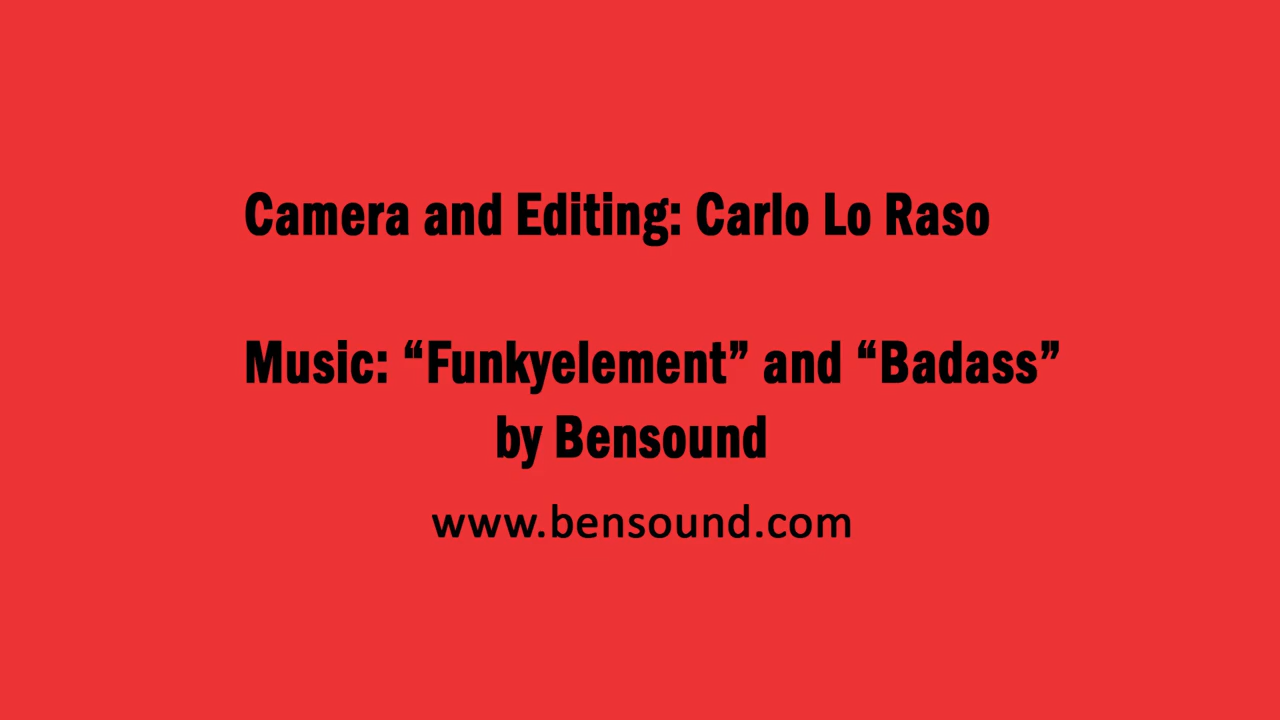 Camera and Editing: Carlo Lo Raso
Music: “Funkyelement” and “Badass”
by Bensound
www.bensound.com